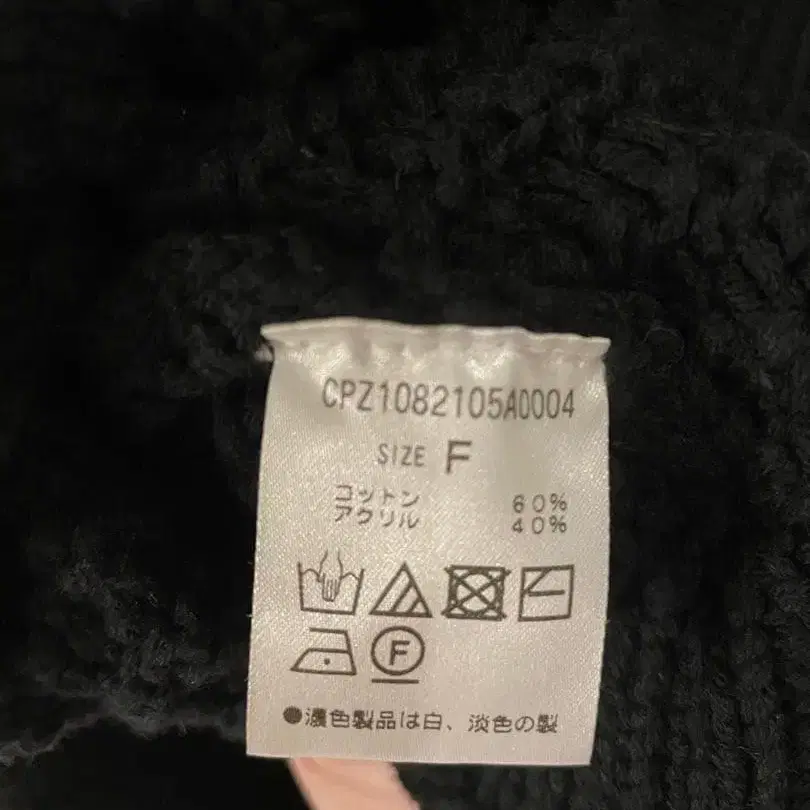 CPZ1082105A0004
SIZE F
コットン 60%
アクリル 40%
F
●濃色製品は白、淡色の製